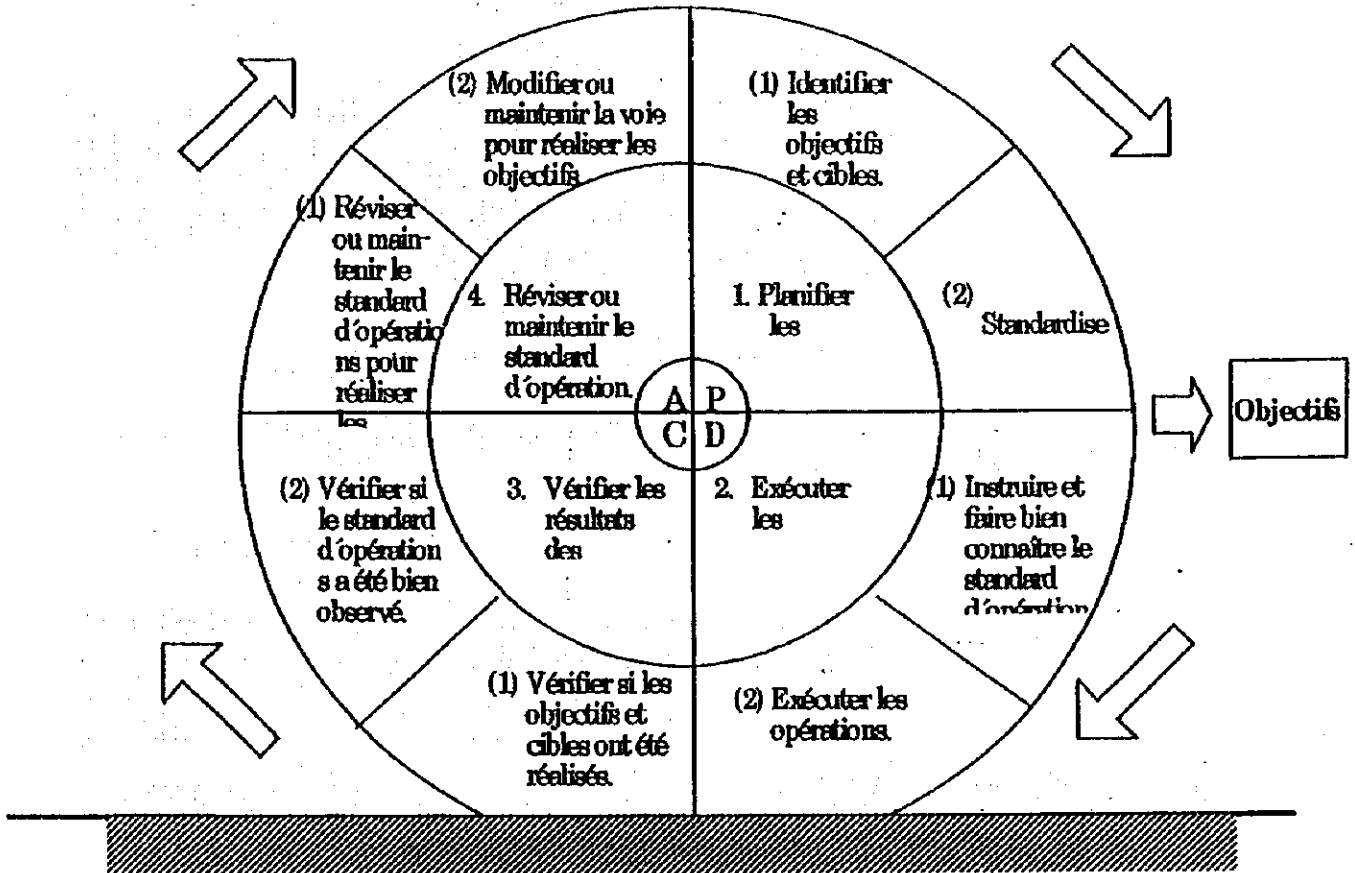 (1) Identifier
les
objectifs
et cibles.
(2)
Standardise
1. Planifier
les
(1) Instruire et
faire bien
connaître le
standard
d'opération
(2) Exécuter les
opérations.
2. Exécuter
les
(1) Vérifier si les
objectifs et
cibles ont été
réalisés.
(2) Vérifier si
le standard
d'opération
s a été bien
observé.
3. Vérifier les
résultats
des
(1) Réviser
ou main-
tenir le
standard
d'opératio
ns pour
réaliser
les
(2) Modifier ou
maintenir la voie
pour réaliser les
objectifs.
4. Réviser ou
maintenir le
standard
d'opération.
A P
C D
Objectifs